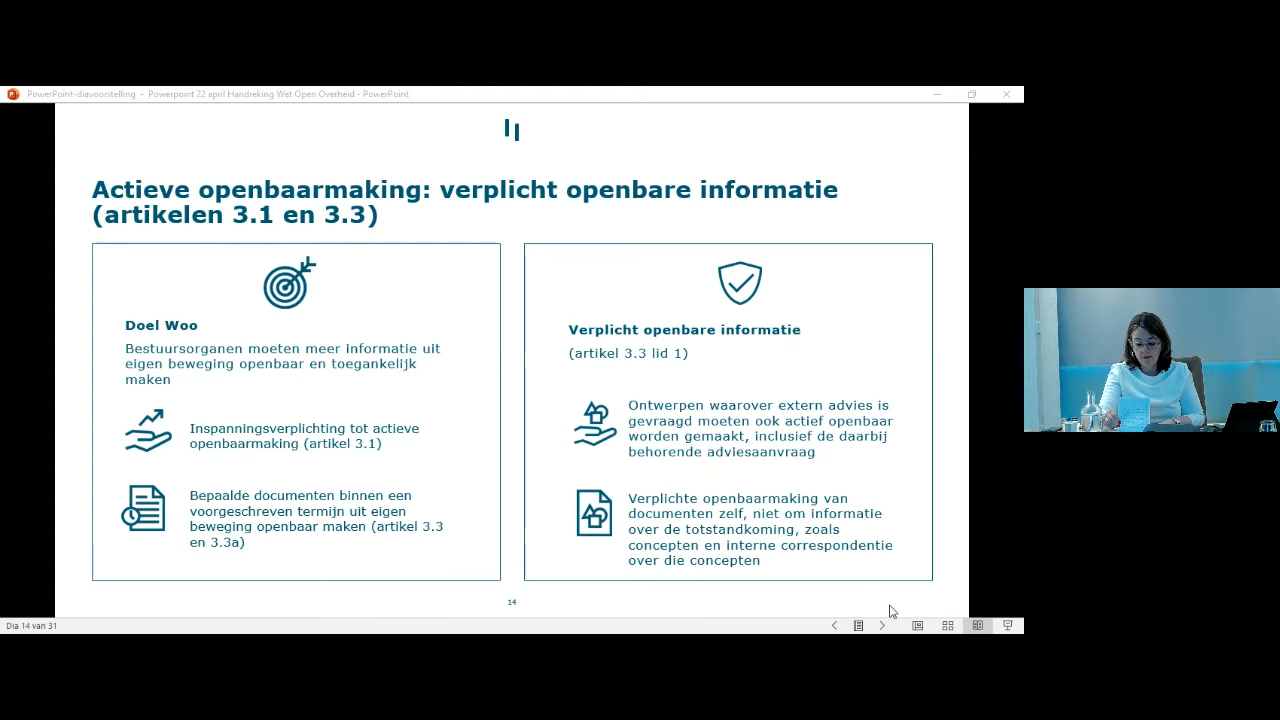 PowerPoint-diavoorstelling - Powerpoint 22 april Handreking Wet Open Overheid - PowerPoint
Actieve openbaarmaking: verplicht openbare informatie
(artikelen 3.1 en 3.3)
Doel Woo
Bestuursorganen moeten meer informatie uit
eigen beweging openbaar en toegankelijk
maken
Inspanningsverplichting tot actieve
openbaarmaking (artikel 3.1)
Bepaalde documenten binnen een
voorgeschreven termijn uit eigen
beweging openbaar maken (artikel 3.3
en 3.3a)
Verplicht openbare informatie
(artikel 3.3 lid 1)
Ontwerpen waarover extern advies is
gevraagd moeten ook actief openbaar
worden gemaakt, inclusief de daarbij
behorende adviesaanvraag
Verplichte openbaarmaking van
documenten zelf, niet om informatie
over de totstandkoming, zoals
concepten en interne correspondentie
over die concepten
14
Dia 14 van 31